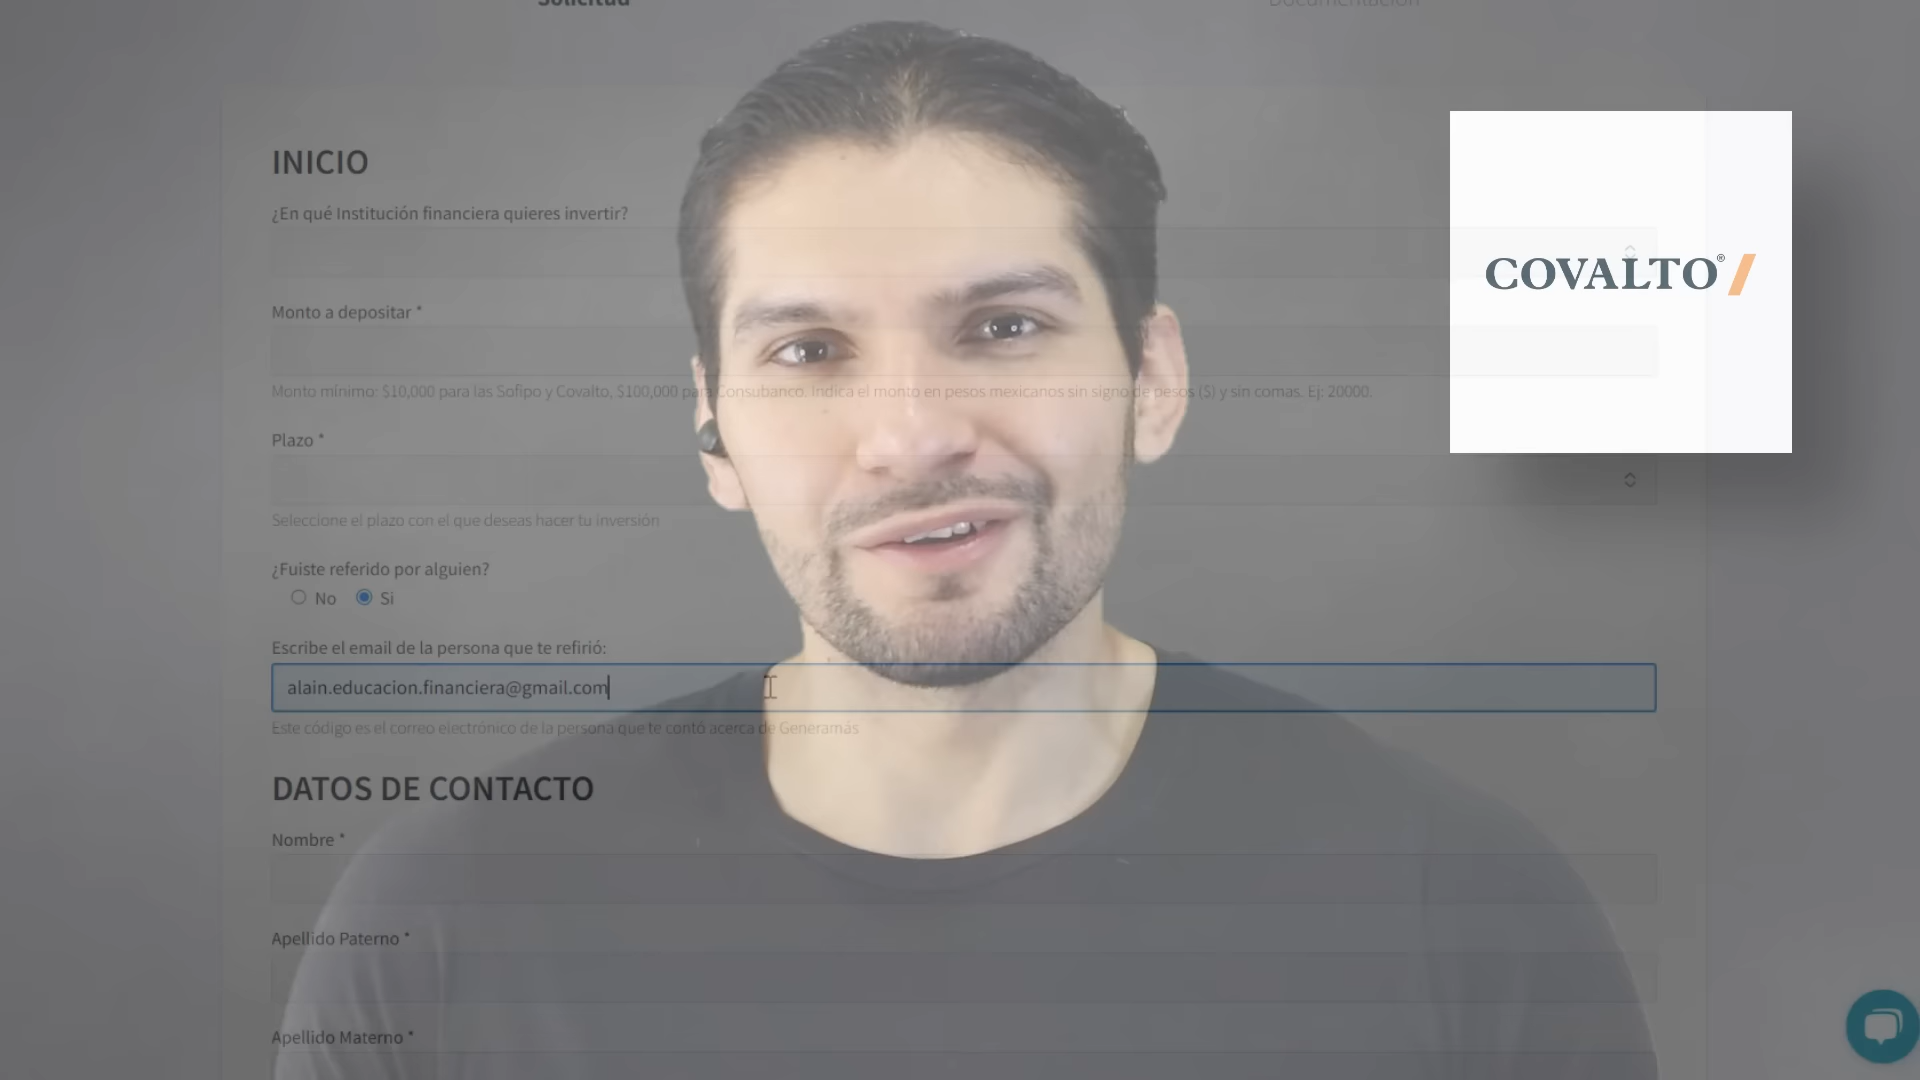 Solicitud
Documentación
INICIO
¿En qué Institución financiera quieres invertir?
COVALTO®
Monto a depositar *
Monto mínimo: $10,000 para las Sofipo y Covalto, $100,000 para Consubanco. Indica el monto en pesos mexicanos sin signo de pesos ($) y sin comas. Ej: 20000.
Plazo *
Seleccione el plazo con el que deseas hacer tu inversión
¿Fuiste referido por alguien?
No Si
Escribe el email de la persona que te refirió:
alain.educacion.financiera@gmail.com
Este código es el correo electrónico de la persona que te contó acerca de Generamás
DATOS DE CONTACTO
Nombre *
Apellido Paterno *
Apellido Materno *